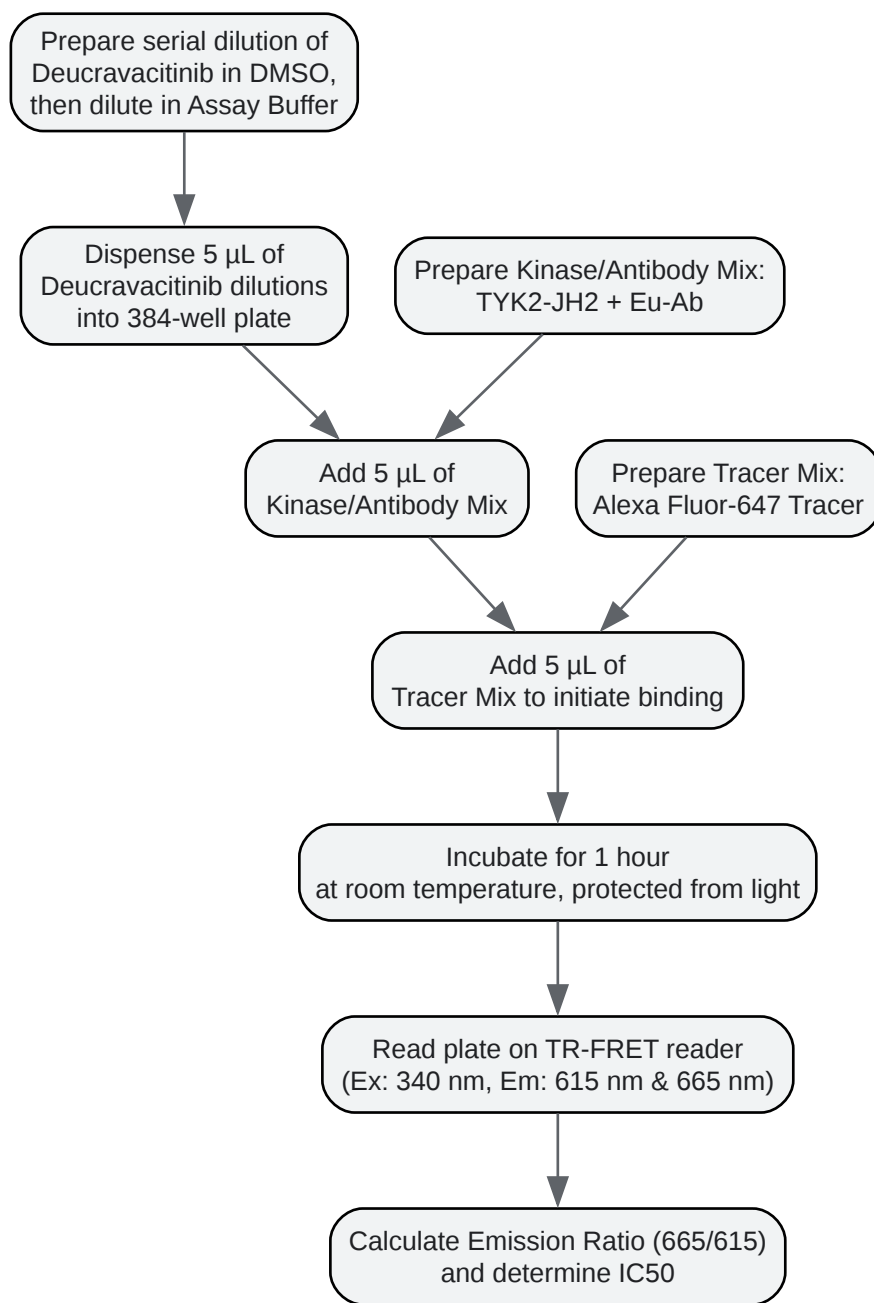 Prepare serial dilution of
Deucravacitinib in DMSO,
then dilute in Assay Buffer
Dispense 5 µL of
Deucravacitinib dilutions
into 384-well plate
Prepare Kinase/Antibody Mix:
TYK2-JH2 + Eu-Ab
Add 5 µL of
Kinase/Antibody Mix
Prepare Tracer Mix:
Alexa Fluor-647 Tracer
Add 5 µL of
Tracer Mix to initiate binding
Incubate for 1 hour
at room temperature, protected from light
Read plate on TR-FRET reader
(Ex: 340 nm, Em: 615 nm & 665 nm)
Calculate Emission Ratio (665/615)
and determine IC50